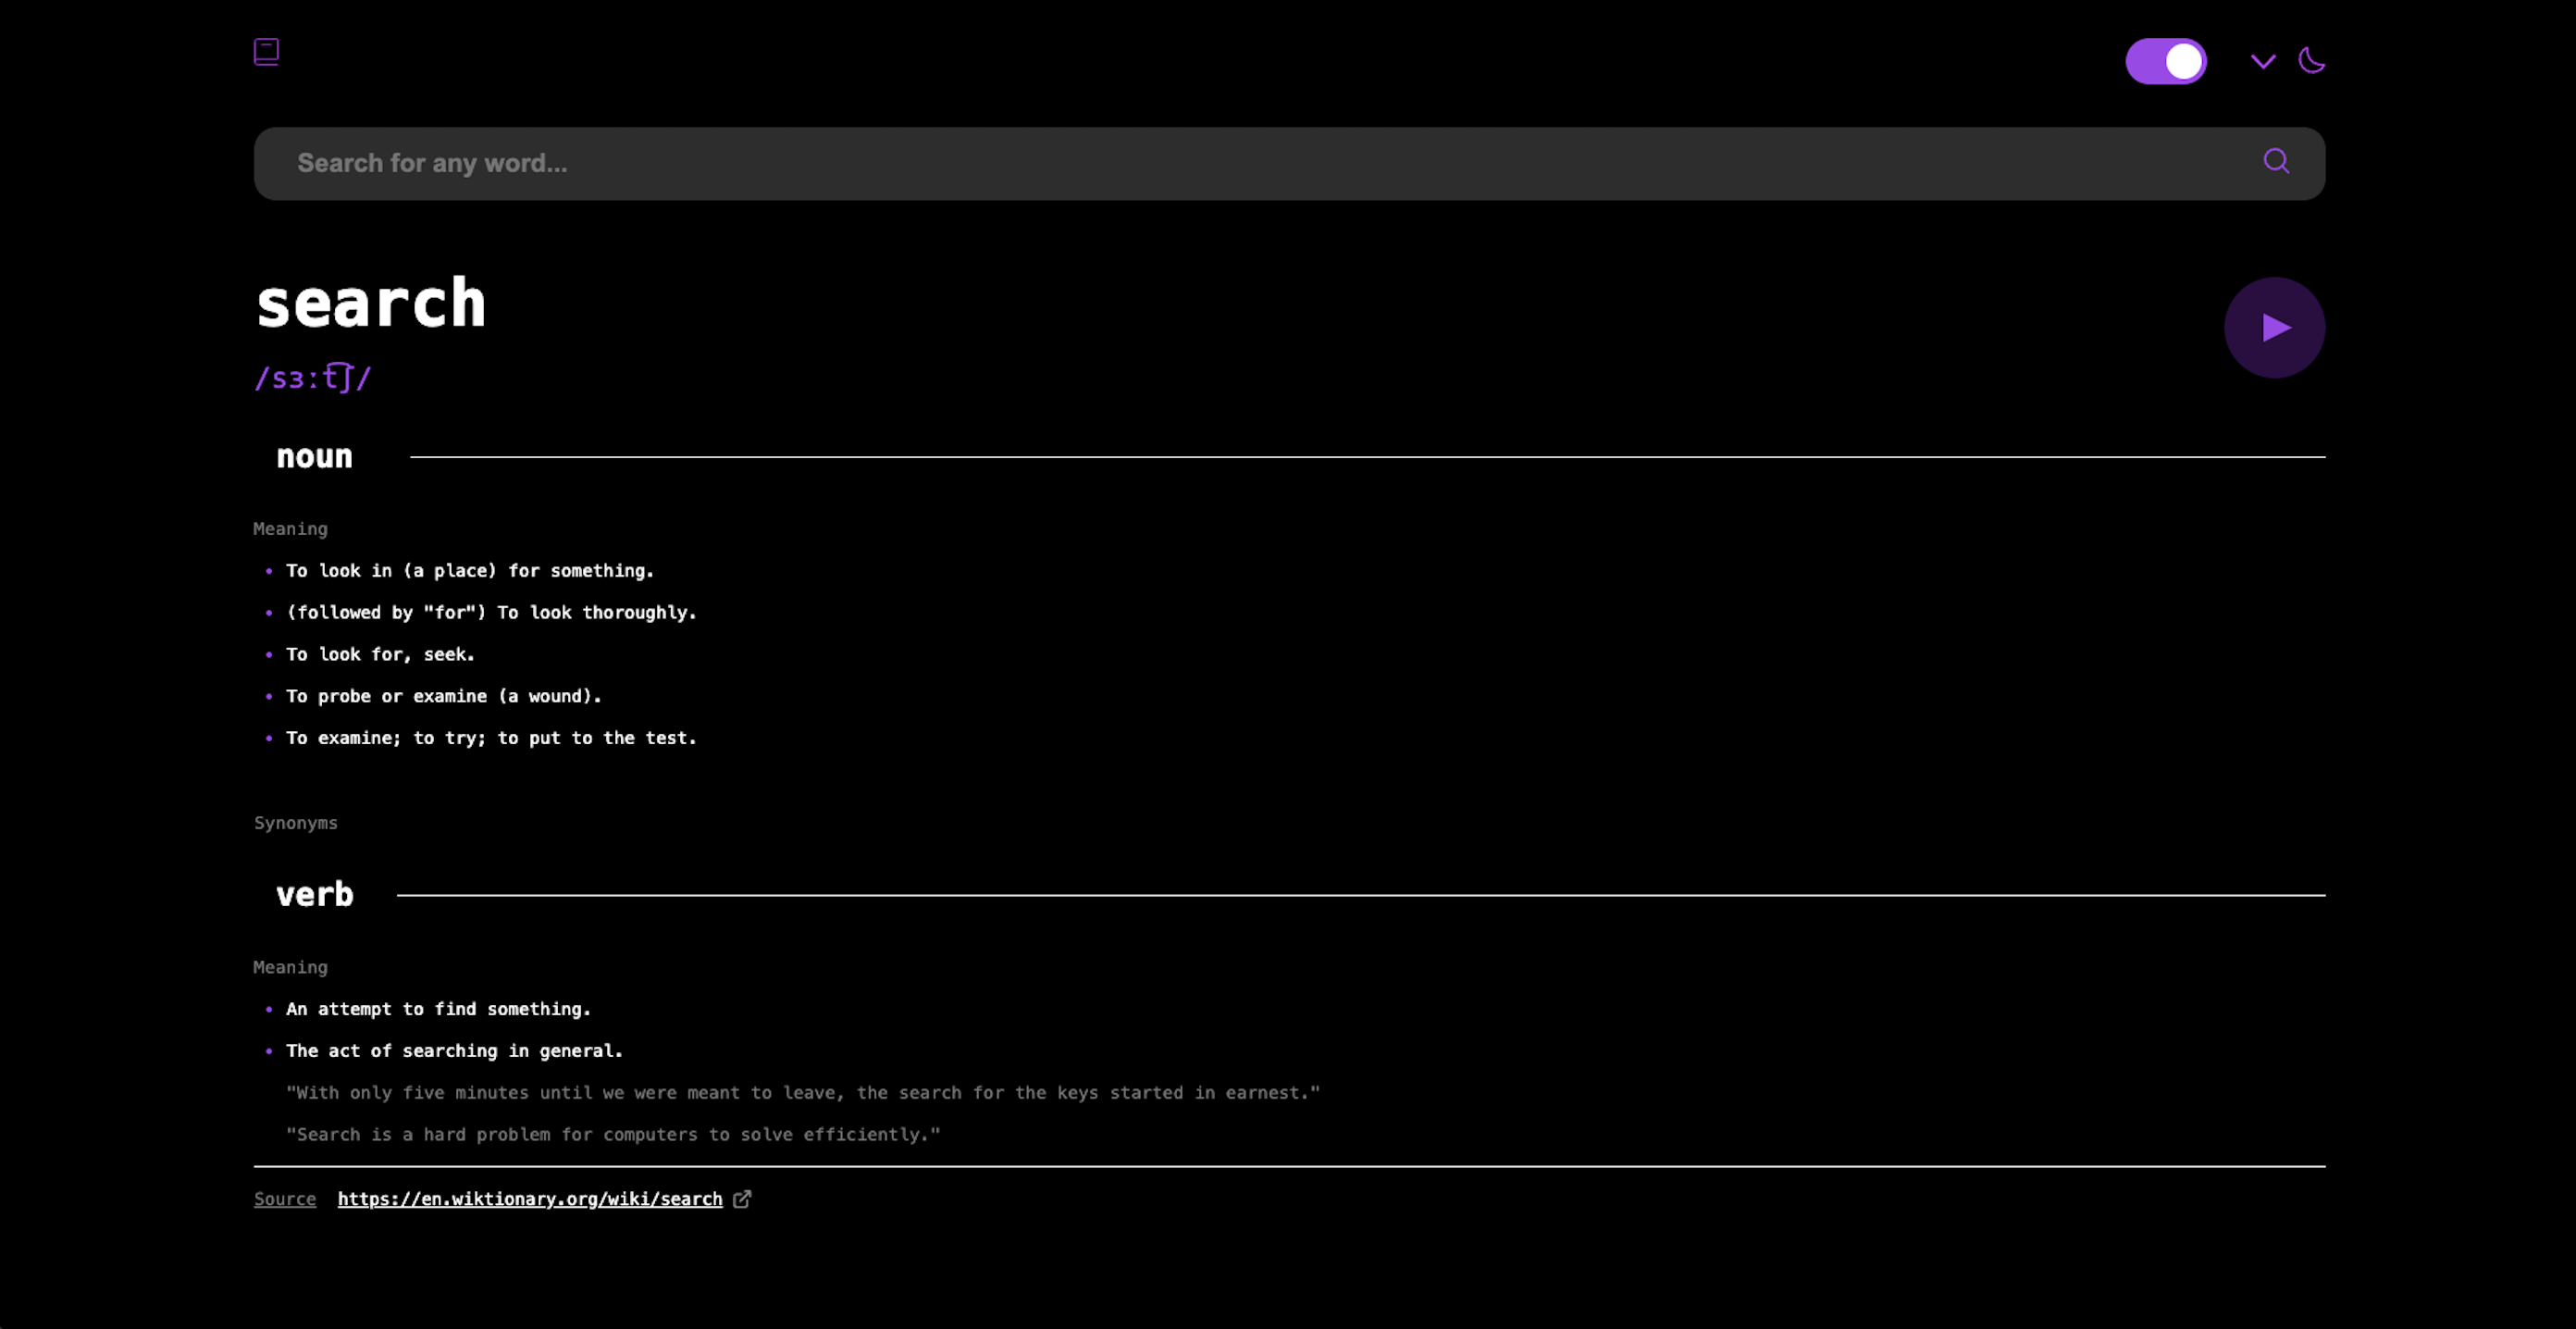 Search for any word...
search
/sɜːt͡ʃ/
noun
Meaning
• To look in (a place) for something.
• (followed by "for") To look thoroughly.
• To look for, seek.
• To probe or examine (a wound).
• To examine; to try; to put to the test.
Synonyms
verb
Meaning
• An attempt to find something.
• The act of searching in general.
"With only five minutes until we were meant to leave, the search for the keys started in earnest."
"Search is a hard problem for computers to solve efficiently."
Source https://en.wiktionary.org/wiki/search